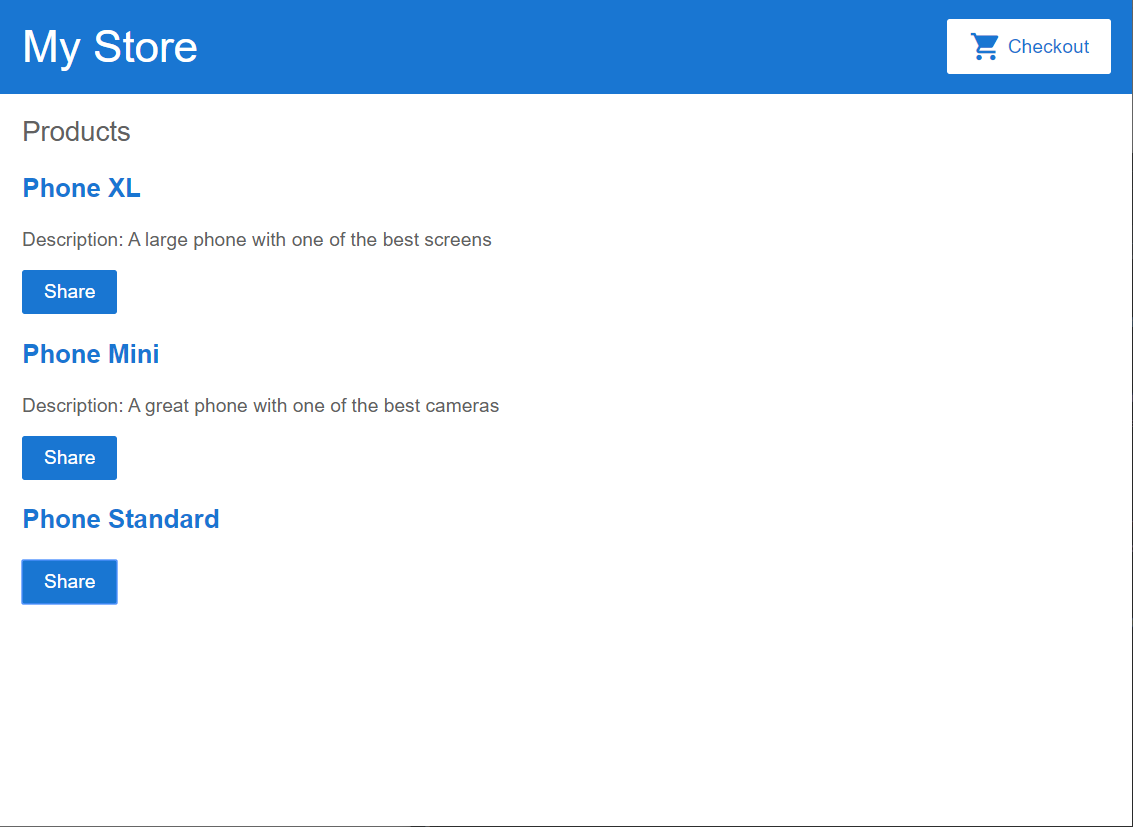 My Store
Checkout
Products
Phone XL
Description: A large phone with one of the best screens
Share
Phone Mini
Description: A great phone with one of the best cameras
Share
Phone Standard
Share